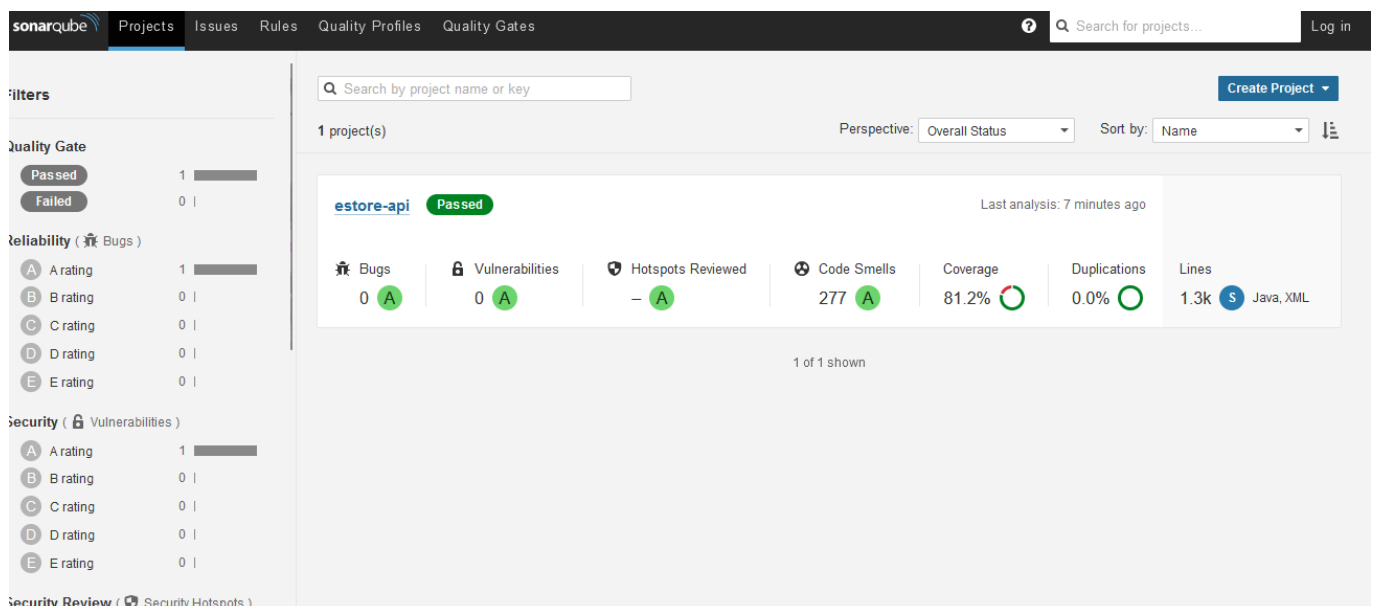 sonarqube Projects Issues Rules Quality Profiles Quality Gates Search for projects... Log in
Filters
Search by project name or key
Create Project
1 project(s)
Perspective: Overall Status Sort by: Name
Quality Gate
Passed 1
Failed 0
Reliability ( Bugs )
A A rating 1
B B rating 0
C C rating 0
D D rating 0
E E rating 0
Security ( Vulnerabilities )
A A rating 1
B B rating 0
C C rating 0
D D rating 0
E E rating 0
Security Review ( Security Hotspots )
estore-api Passed Last analysis: 7 minutes ago
Bugs Vulnerabilities Hotspots Reviewed Code Smells Coverage Duplications Lines
0 A 0 A – A 277 A 81.2% 0.0% 1.3k S Java, XML
1 of 1 shown